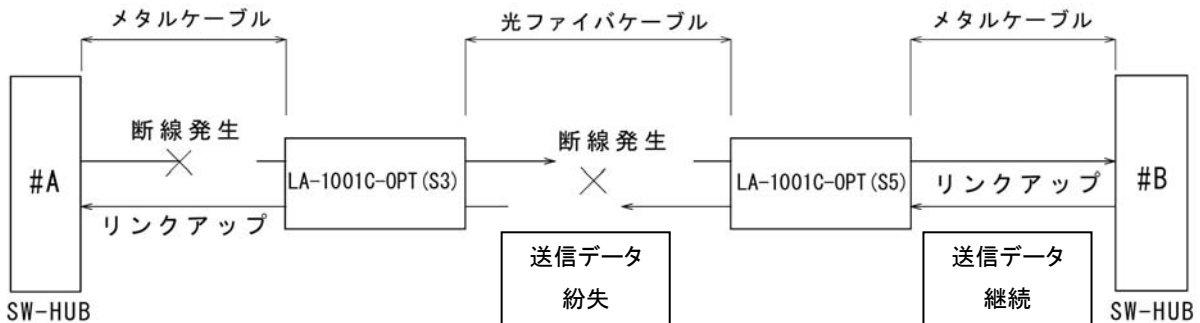 メタルケーブル
光ファイバケーブル
メタルケーブル
断線発生
断線発生
#A
LA-1001C-OPT(S3)
LA-1001C-OPT(S5)
#B
リンクアップ
リンクアップ
送信データ
紛失
送信データ
継続
SW-HUB
SW-HUB